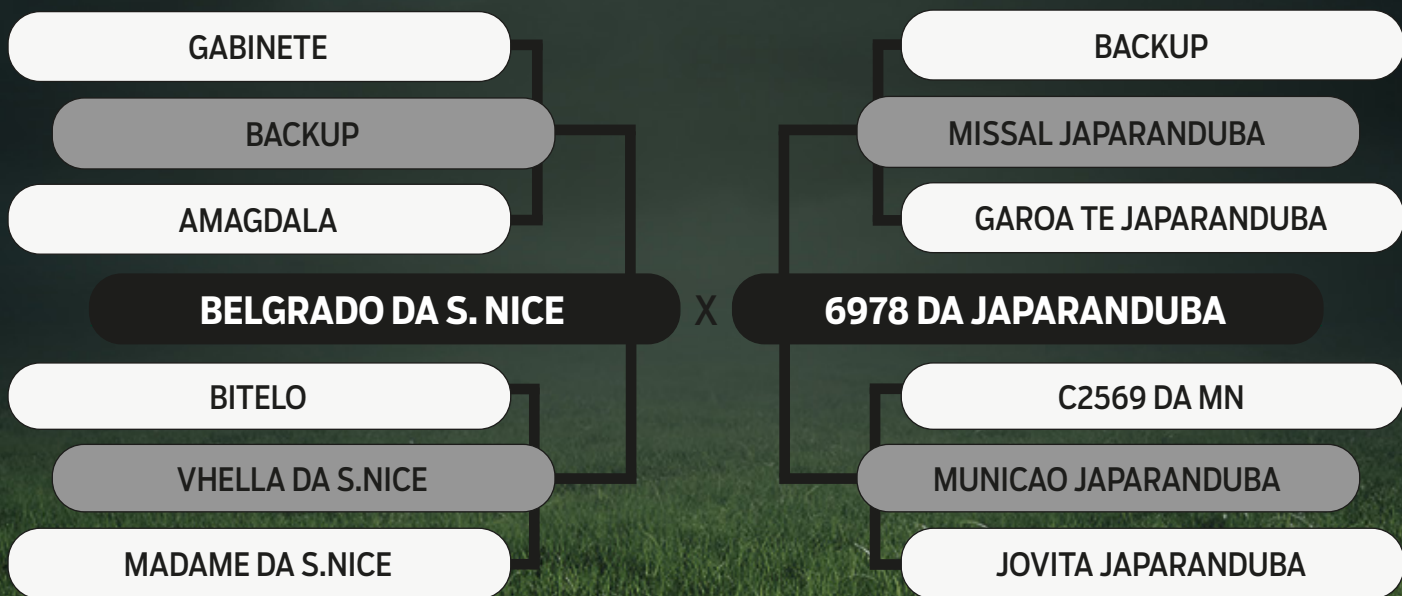 GABINETE
BACKUP
AMAGDALA
BELGRADO DA S. NICE
BITELO
VHELLA DA S.NICE
MADAME DA S.NICE
X
BACKUP
MISSAL JAPARANDUBA
GAROA TE JAPARANDUBA
6978 DA JAPARANDUBA
C2569 DA MN
MUNICAO JAPARANDUBA
JOVITA JAPARANDUBA